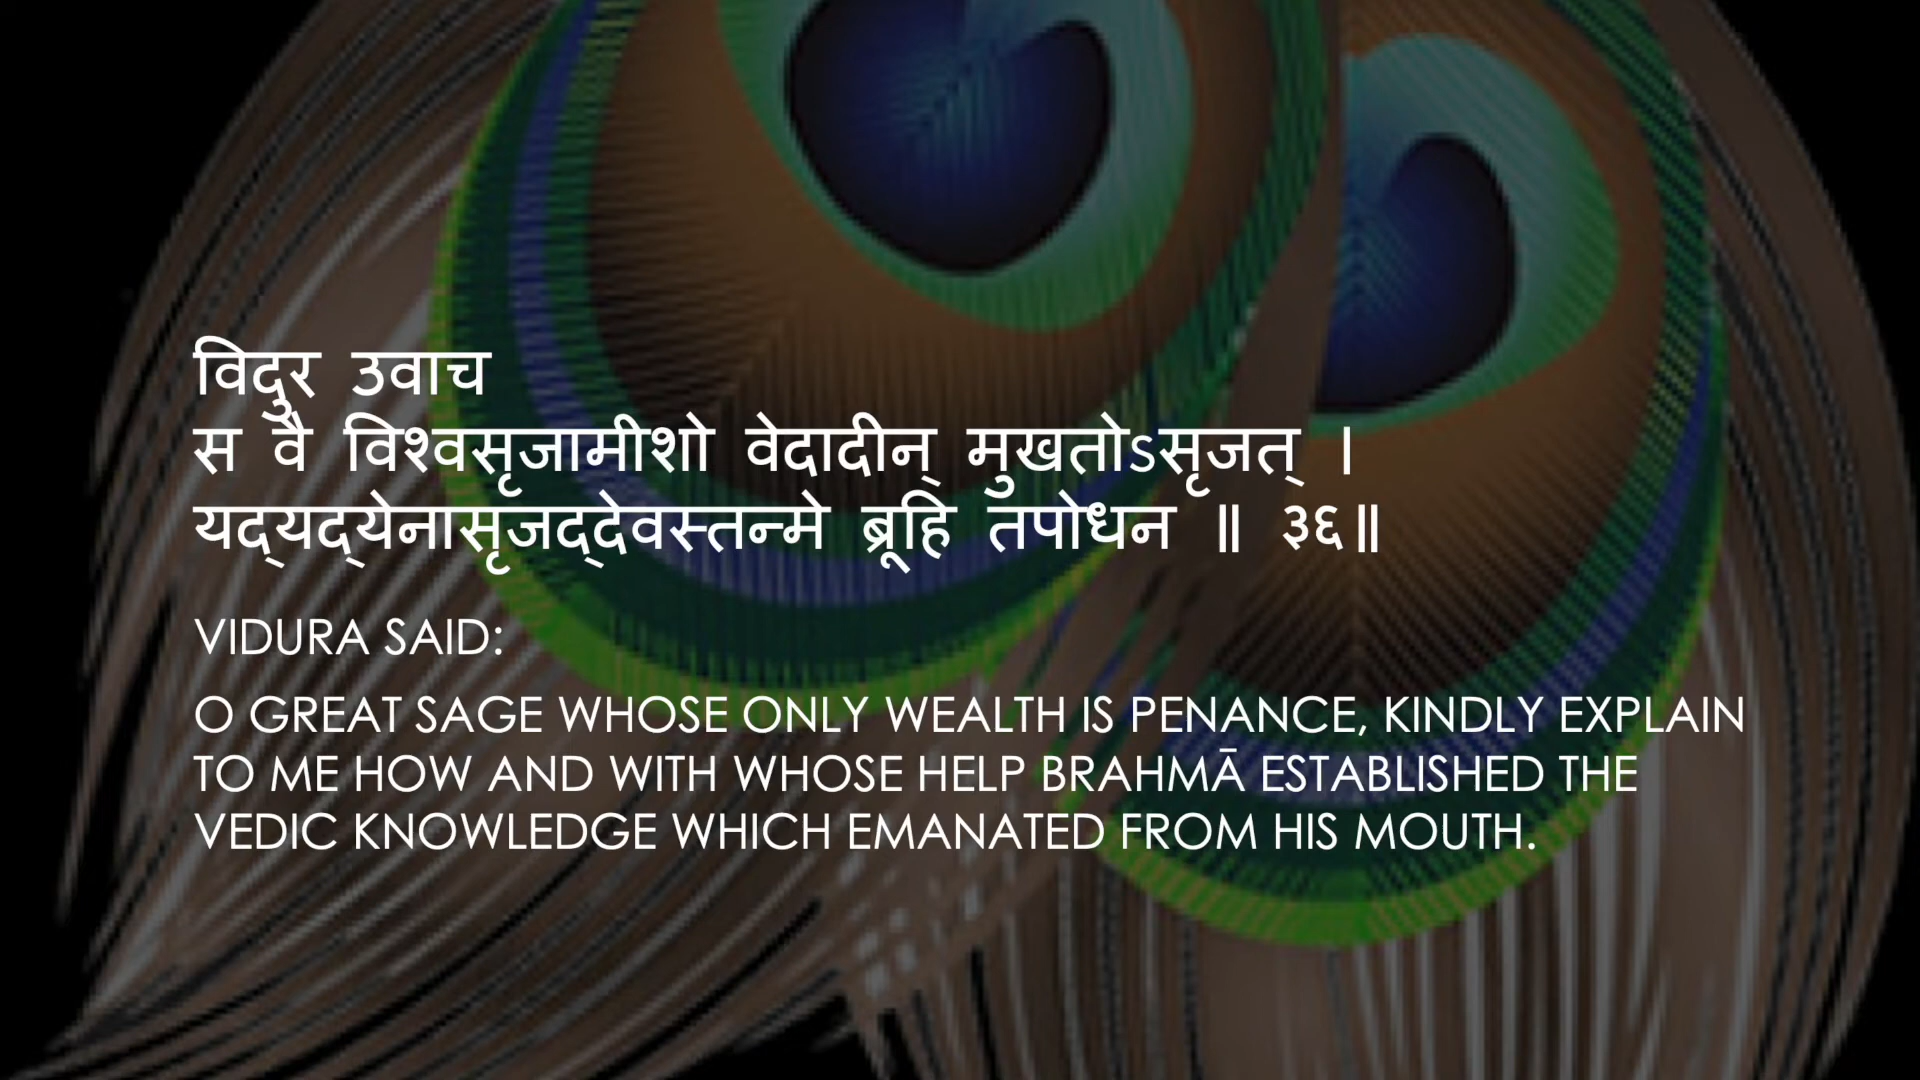 विदुर उवाच
स वै विश्वसृजामीशो वेदादीन् मुखतोऽसृजत् ।
यद्यद्येनासृजद्देवस्तन्मे ब्रूहि तपोधन ॥ ३६॥
VIDURA SAID:
O GREAT SAGE WHOSE ONLY WEALTH IS PENANCE, KINDLY EXPLAIN
TO ME HOW AND WITH WHOSE HELP BRAHMĀ ESTABLISHED THE
VEDIC KNOWLEDGE WHICH EMANATED FROM HIS MOUTH.